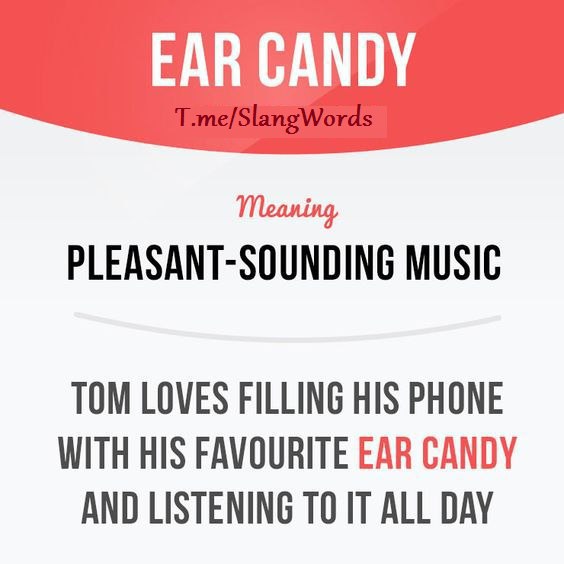 EAR CANDY
T.me/SlangWords
Meaning
PLEASANT-SOUNDING MUSIC
TOM LOVES FILLING HIS PHONE
WITH HIS FAVOURITE EAR CANDY
AND LISTENING TO IT ALL DAY